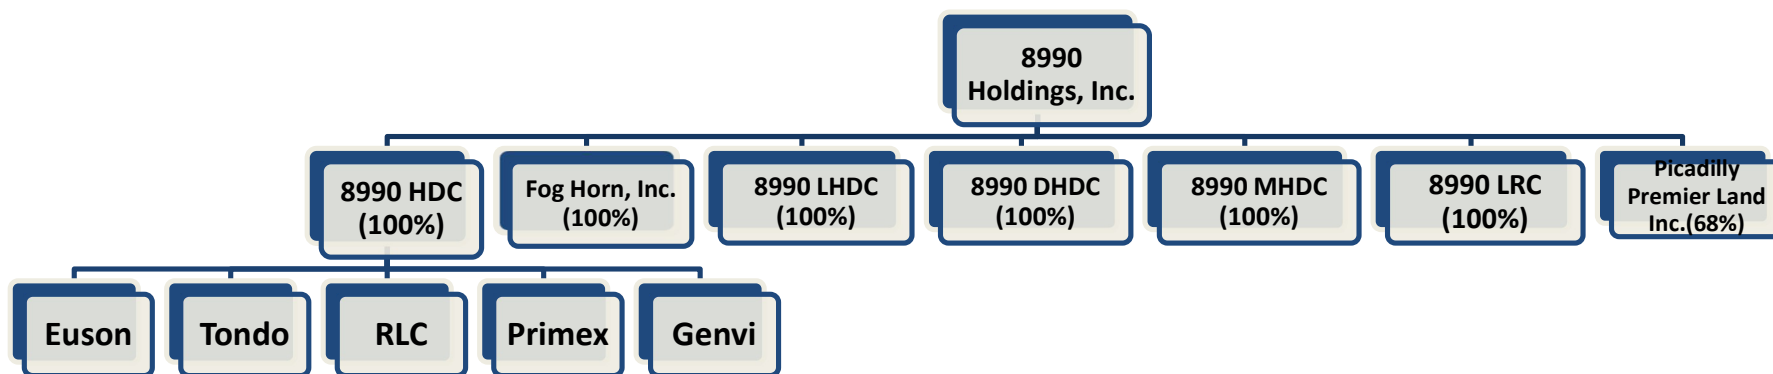 8990
Holdings, Inc.
8990 HDC
(100%)
Fog Horn, Inc.
(100%)
8990 LHDC
(100%)
8990 DHDC
(100%)
8990 MHDC
(100%)
8990 LRC
(100%)
Picadilly
Premier Land
Inc.(68%)
Euson
Tondo
RLC
Primex
Genvi